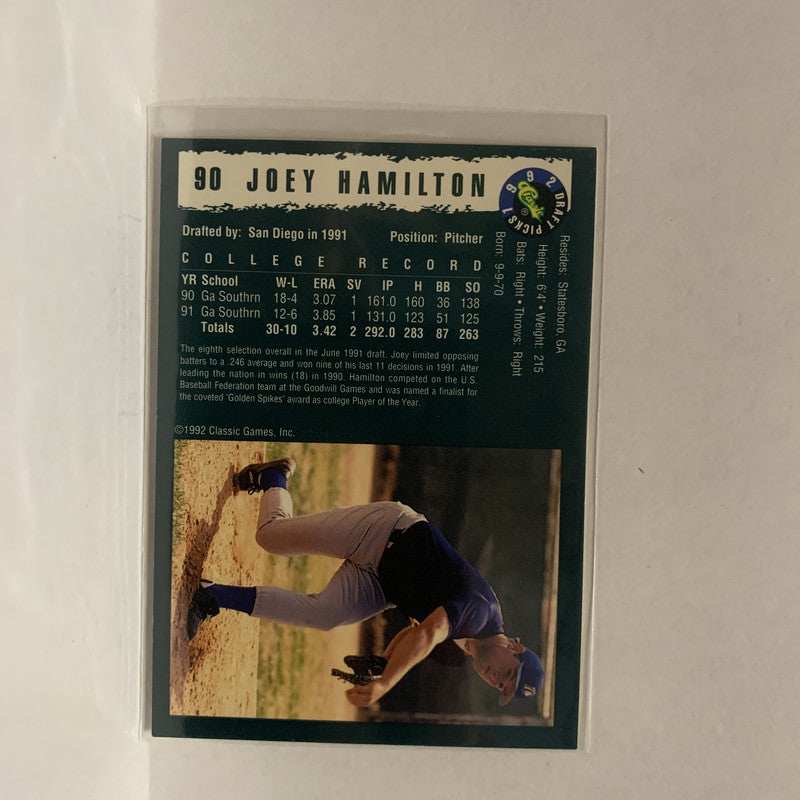 90 JOEY HAMILTON
1992 DRAFT PICKS
Classic®
Drafted by: San Diego in 1991 Position: Pitcher
COLLEGE RECORD
YR School W-L ERA SV IP H BB SO
90 Ga Southrn 18-4 3.07 1 161.0 160 36 138
91 Ga Southrn 12-6 3.85 1 131.0 123 51 125
Totals 30-10 3.42 2 292.0 283 87 263
The eighth selection overall in the June 1991 draft. Joey limited opposing
batters to a .246 average and won nine of his last 11 decisions in 1991. After
leading the nation in wins (18) in 1990. Hamilton competed on the U.S.
Baseball Federation team at the Goodwill Games and was named a finalist for
the coveted 'Golden Spikes' award as college Player of the Year.
©1992 Classic Games, Inc.
Resides: Statesboro, GA
Height: 6'4" • Weight: 215
Bats: Right • Throws: Right
Born: 9-9-70